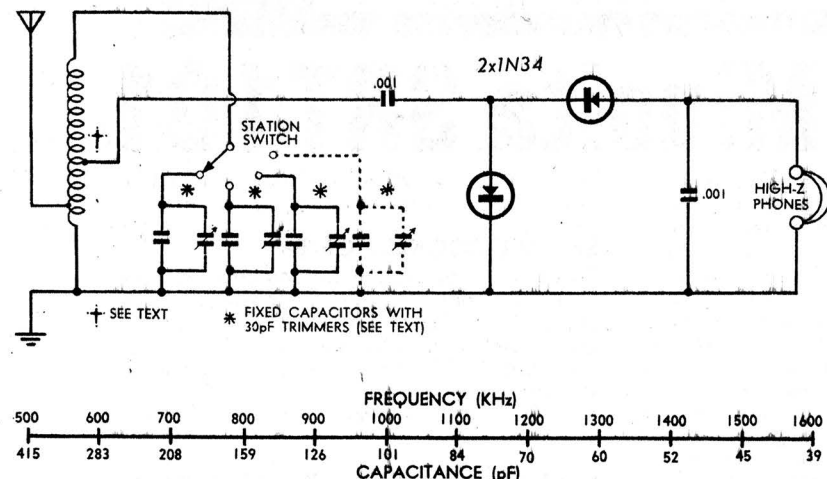 2x1N34
.001
STATION
SWITCH
†
* * * *
.001
HIGH-Z
PHONES
† SEE TEXT
* FIXED CAPACITORS WITH
30pF TRIMMERS (SEE TEXT)
FREQUENCY (KHz)
500 600 700 800 900 1000 1100 1200 1300 1400 1500 1600
415 283 208 159 126 101 84 70 60 52 45 39
CAPACITANCE (pF)